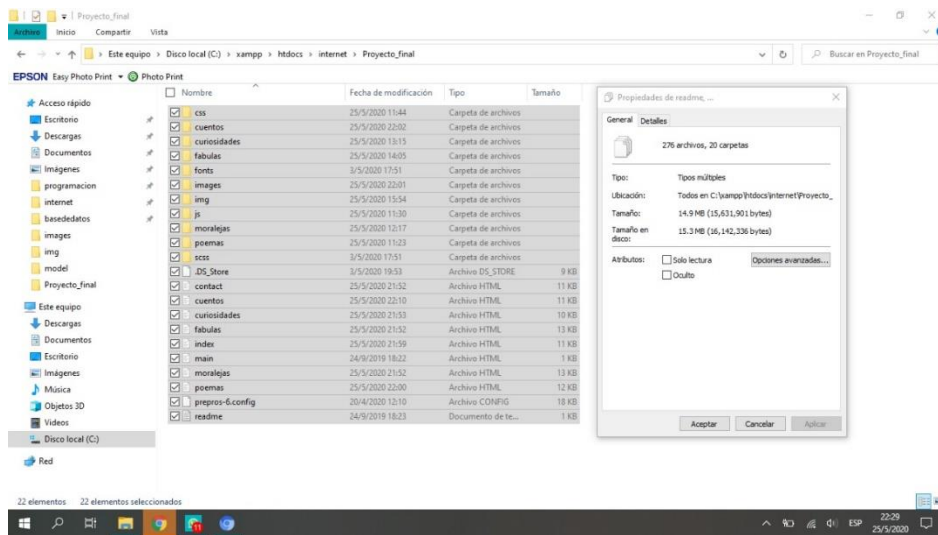 Proyecto_final
Archivo Inicio Compartir Vista
Este equipo > Disco local (C:) > xampp > htdocs > internet > Proyecto_final
Buscar en Proyecto_final
EPSON Easy Photo Print Photo Print
Acceso rápido
Escritorio
Descargas
Documentos
Imágenes
programacion
internet
basededatos
images
img
model
Proyecto_final
Este equipo
Descargas
Documentos
Escritorio
Imágenes
Música
Objetos 3D
Videos
Disco local (C:)
Red
Nombre Fecha de modificación Tipo Tamaño
css 25/5/2020 11:44 Carpeta de archivos
cuentos 25/5/2020 22:02 Carpeta de archivos
curiosidades 25/5/2020 13:15 Carpeta de archivos
fabulas 25/5/2020 14:05 Carpeta de archivos
fonts 3/5/2020 17:51 Carpeta de archivos
images 25/5/2020 22:01 Carpeta de archivos
img 25/5/2020 15:54 Carpeta de archivos
js 25/5/2020 11:30 Carpeta de archivos
moralejas 25/5/2020 12:17 Carpeta de archivos
poemas 25/5/2020 11:23 Carpeta de archivos
scss 3/5/2020 17:51 Carpeta de archivos
.DS_Store 3/5/2020 19:53 Archivo DS_STORE 9 KB
contact 25/5/2020 21:52 Archivo HTML 11 KB
cuentos 25/5/2020 22:10 Archivo HTML 11 KB
curiosidades 25/5/2020 21:53 Archivo HTML 10 KB
fabulas 25/5/2020 21:52 Archivo HTML 13 KB
index 25/5/2020 21:59 Archivo HTML 11 KB
main 24/9/2019 18:22 Archivo HTML 1 KB
moralejas 25/5/2020 21:52 Archivo HTML 13 KB
poemas 25/5/2020 22:00 Archivo HTML 12 KB
prepros-6.config 20/4/2020 12:10 Archivo CONFIG 18 KB
readme 24/9/2019 18:23 Documento de te... 1 KB
Propiedades de readme, ...
General Detalles
276 archivos, 20 carpetas
Tipo: Tipos múltiples
Ubicación: Todos en C:\xampp\htdocs\internet\Proyecto_
Tamaño: 14.9 MB (15,631,901 bytes)
Tamaño en disco: 15.3 MB (16,142,336 bytes)
Atributos: Solo lectura Opciones avanzadas...
Oculto
Aceptar Cancelar Aplicar
22 elementos 22 elementos seleccionados
11
ESP
22:29
25/5/2020